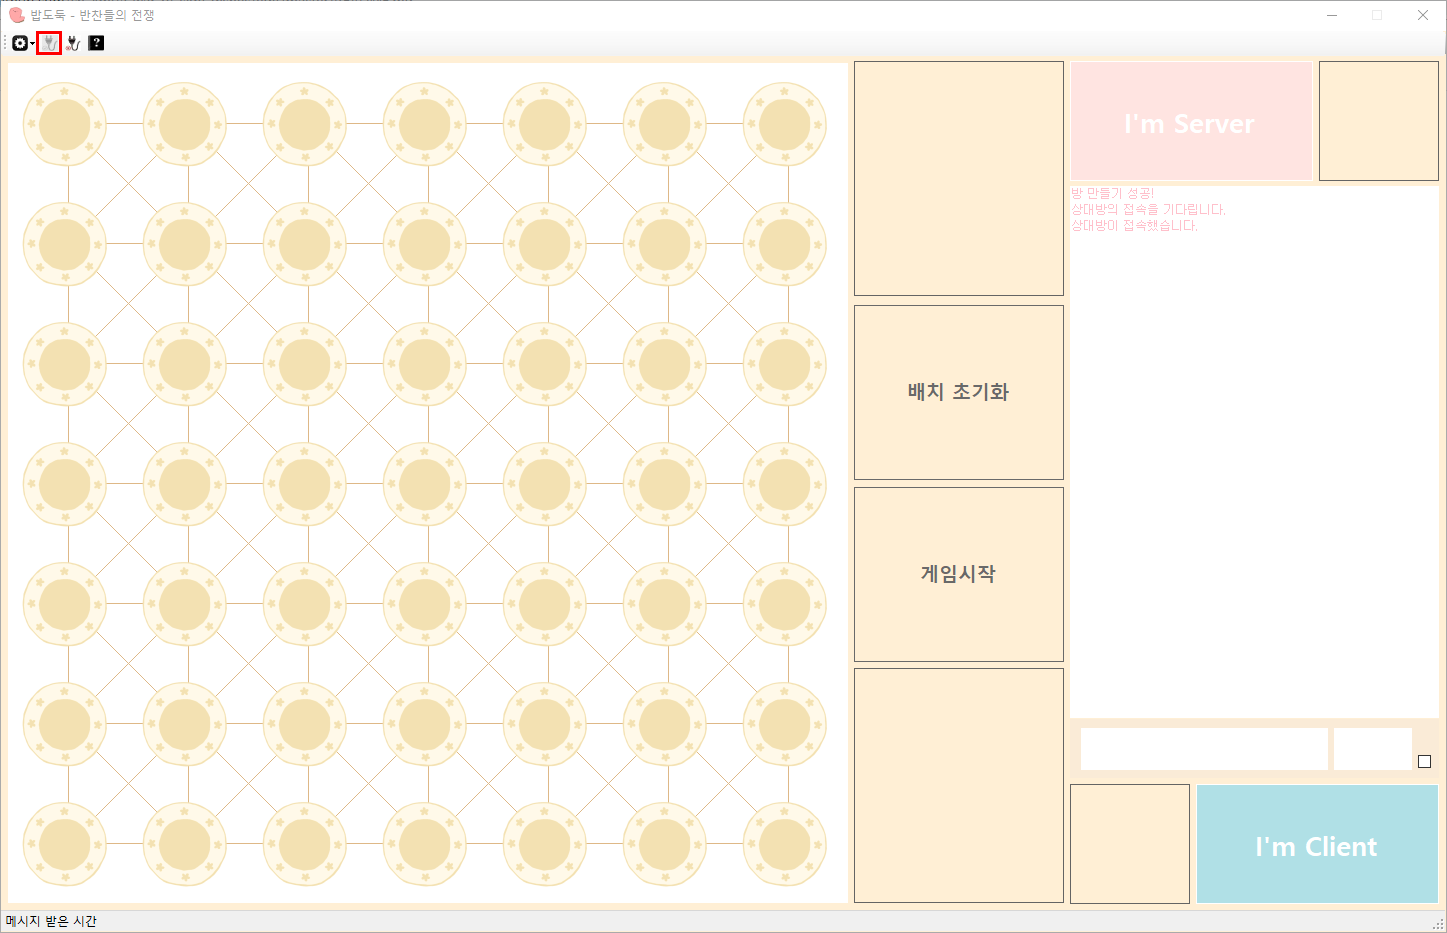 밥도둑 - 반찬들의 전쟁
?
I'm Server
방 만들기 성공!
상대방의 접속을 기다립니다.
상대방이 접속했습니다.
배치 초기화
게임시작
I'm Client
메시지 받은 시간